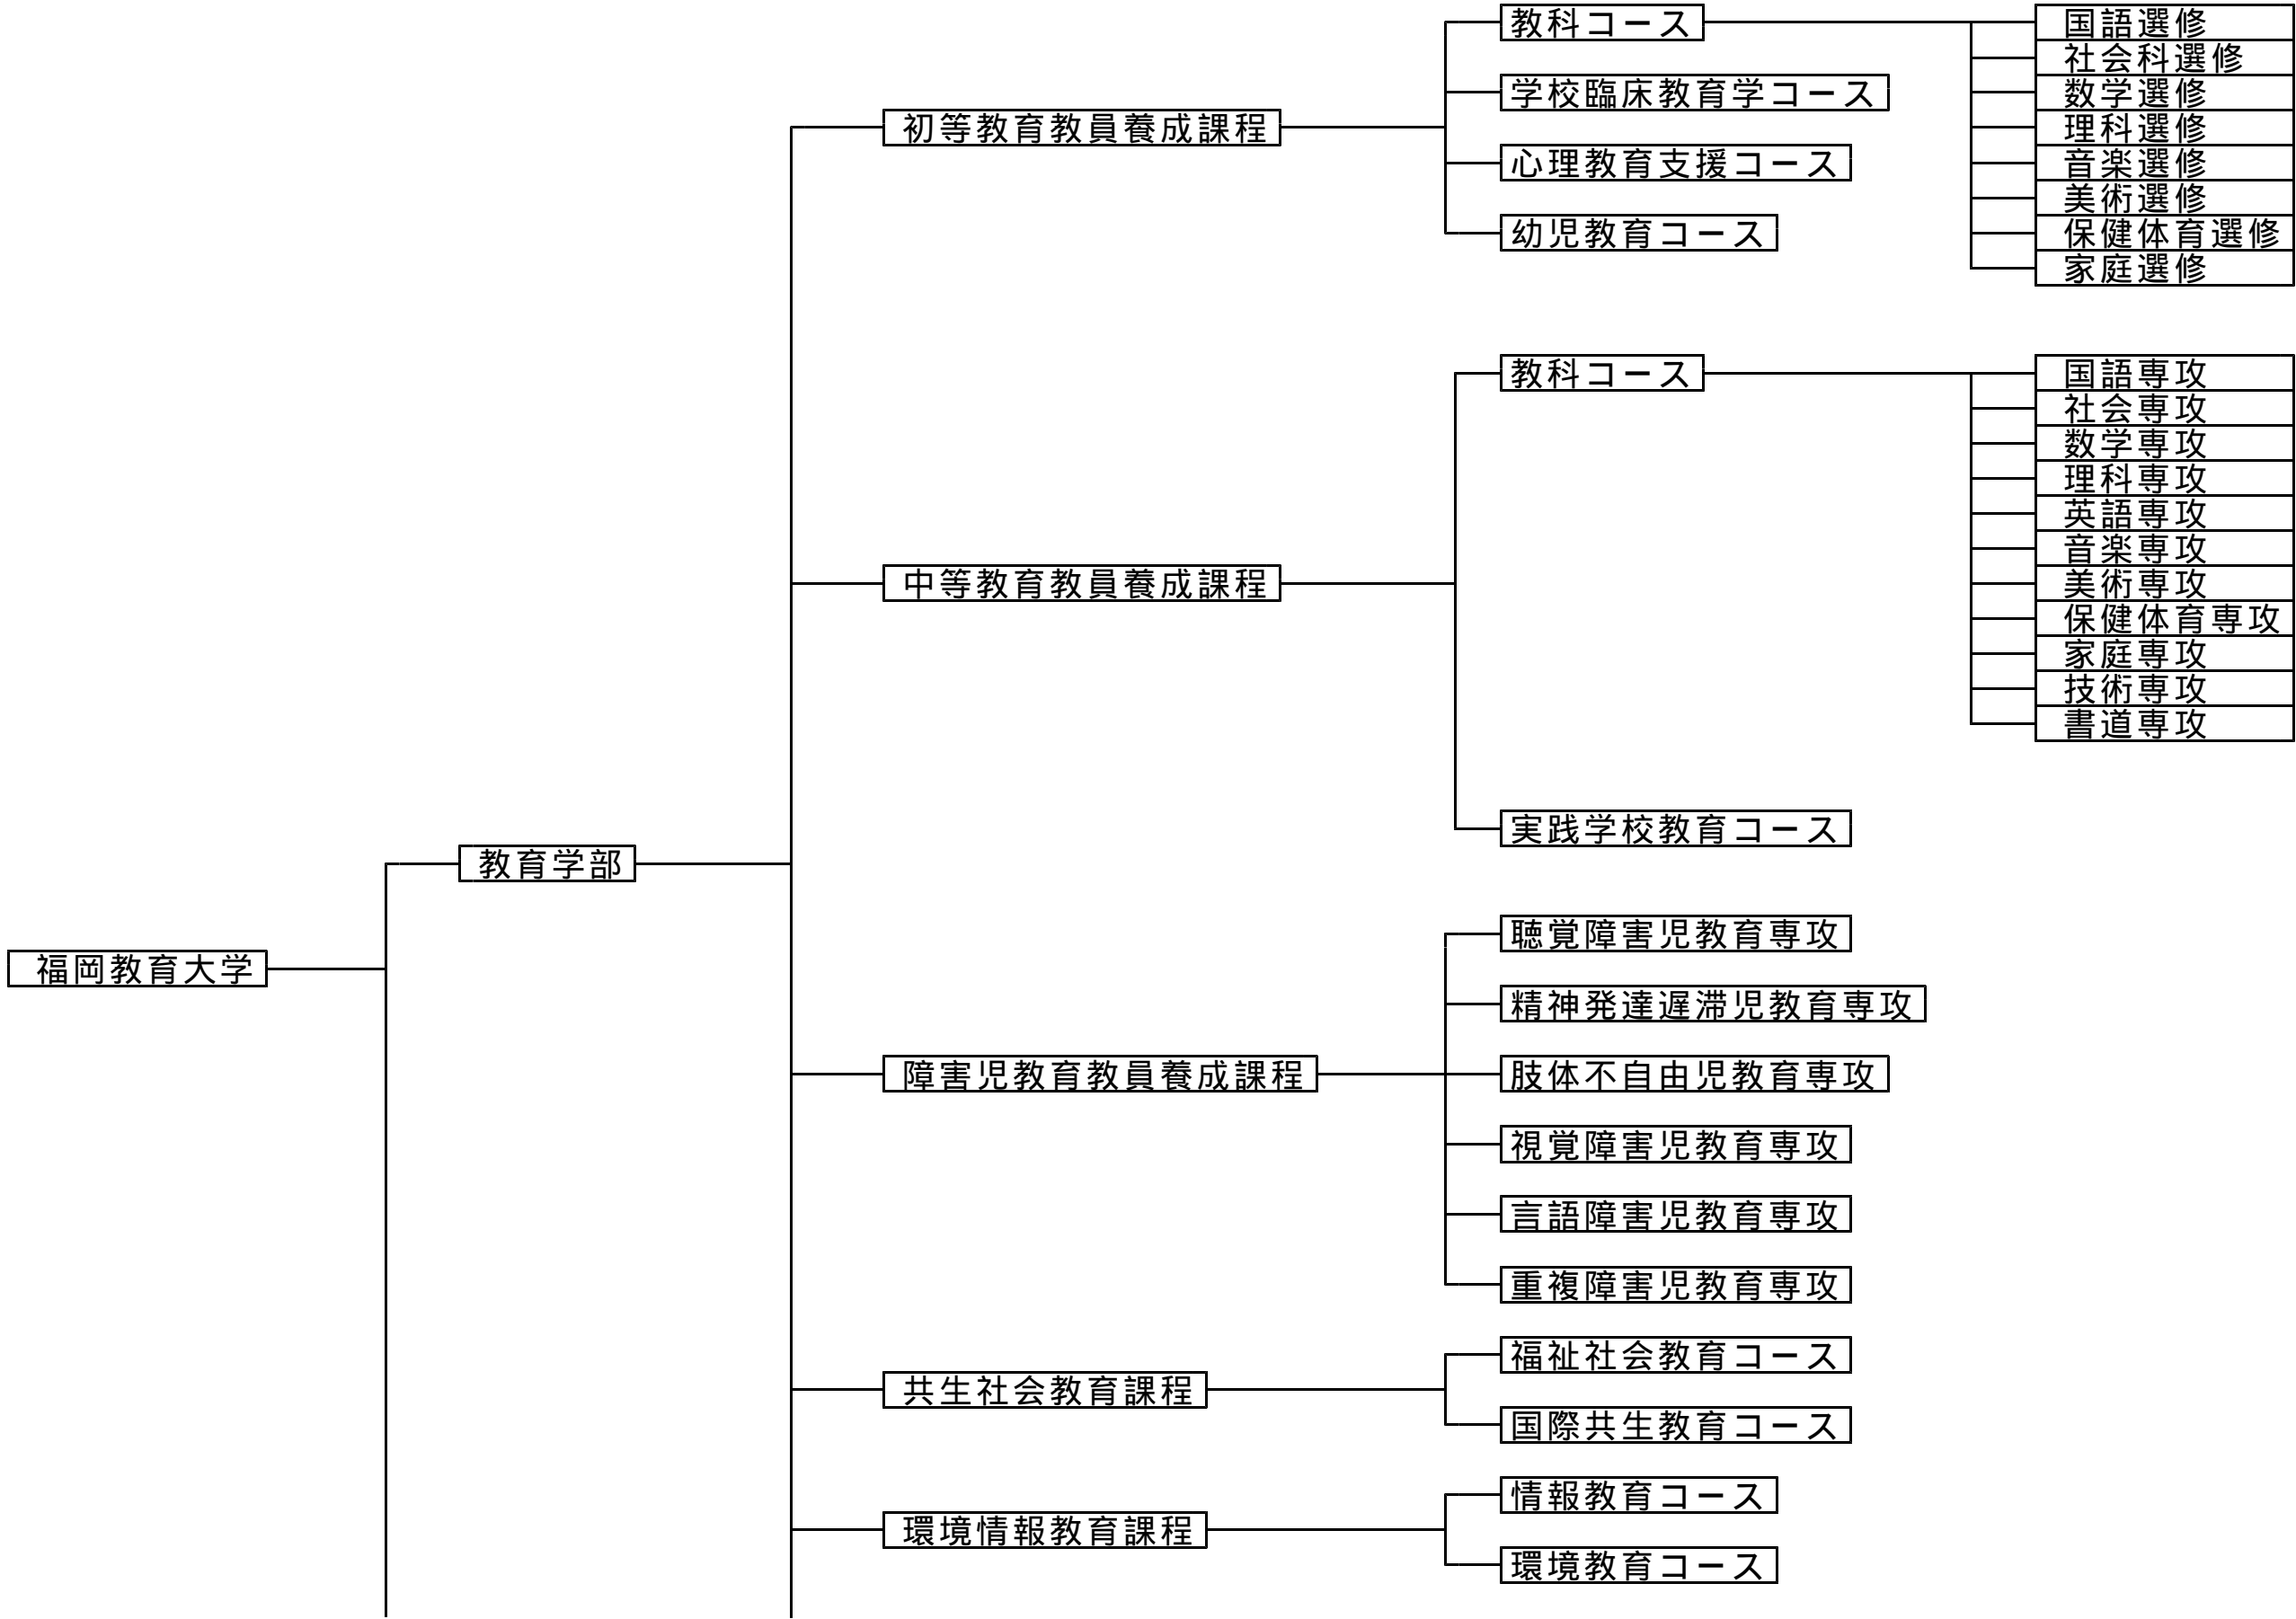 福岡教育大学
教育学部
初等教育教員養成課程
教科コース
国語選修
社会科選修
数学選修
理科選修
音楽選修
美術選修
保健体育選修
家庭選修
学校臨床教育学コース
心理教育支援コース
幼児教育コース
中等教育教員養成課程
教科コース
国語専攻
社会専攻
数学専攻
理科専攻
英語専攻
音楽専攻
美術専攻
保健体育専攻
家庭専攻
技術専攻
書道専攻
実践学校教育コース
障害児教育教員養成課程
聴覚障害児教育専攻
精神発達遅滞児教育専攻
肢体不自由児教育専攻
視覚障害児教育専攻
言語障害児教育専攻
重複障害児教育専攻
共生社会教育課程
福祉社会教育コース
国際共生教育コース
環境情報教育課程
情報教育コース
環境教育コース